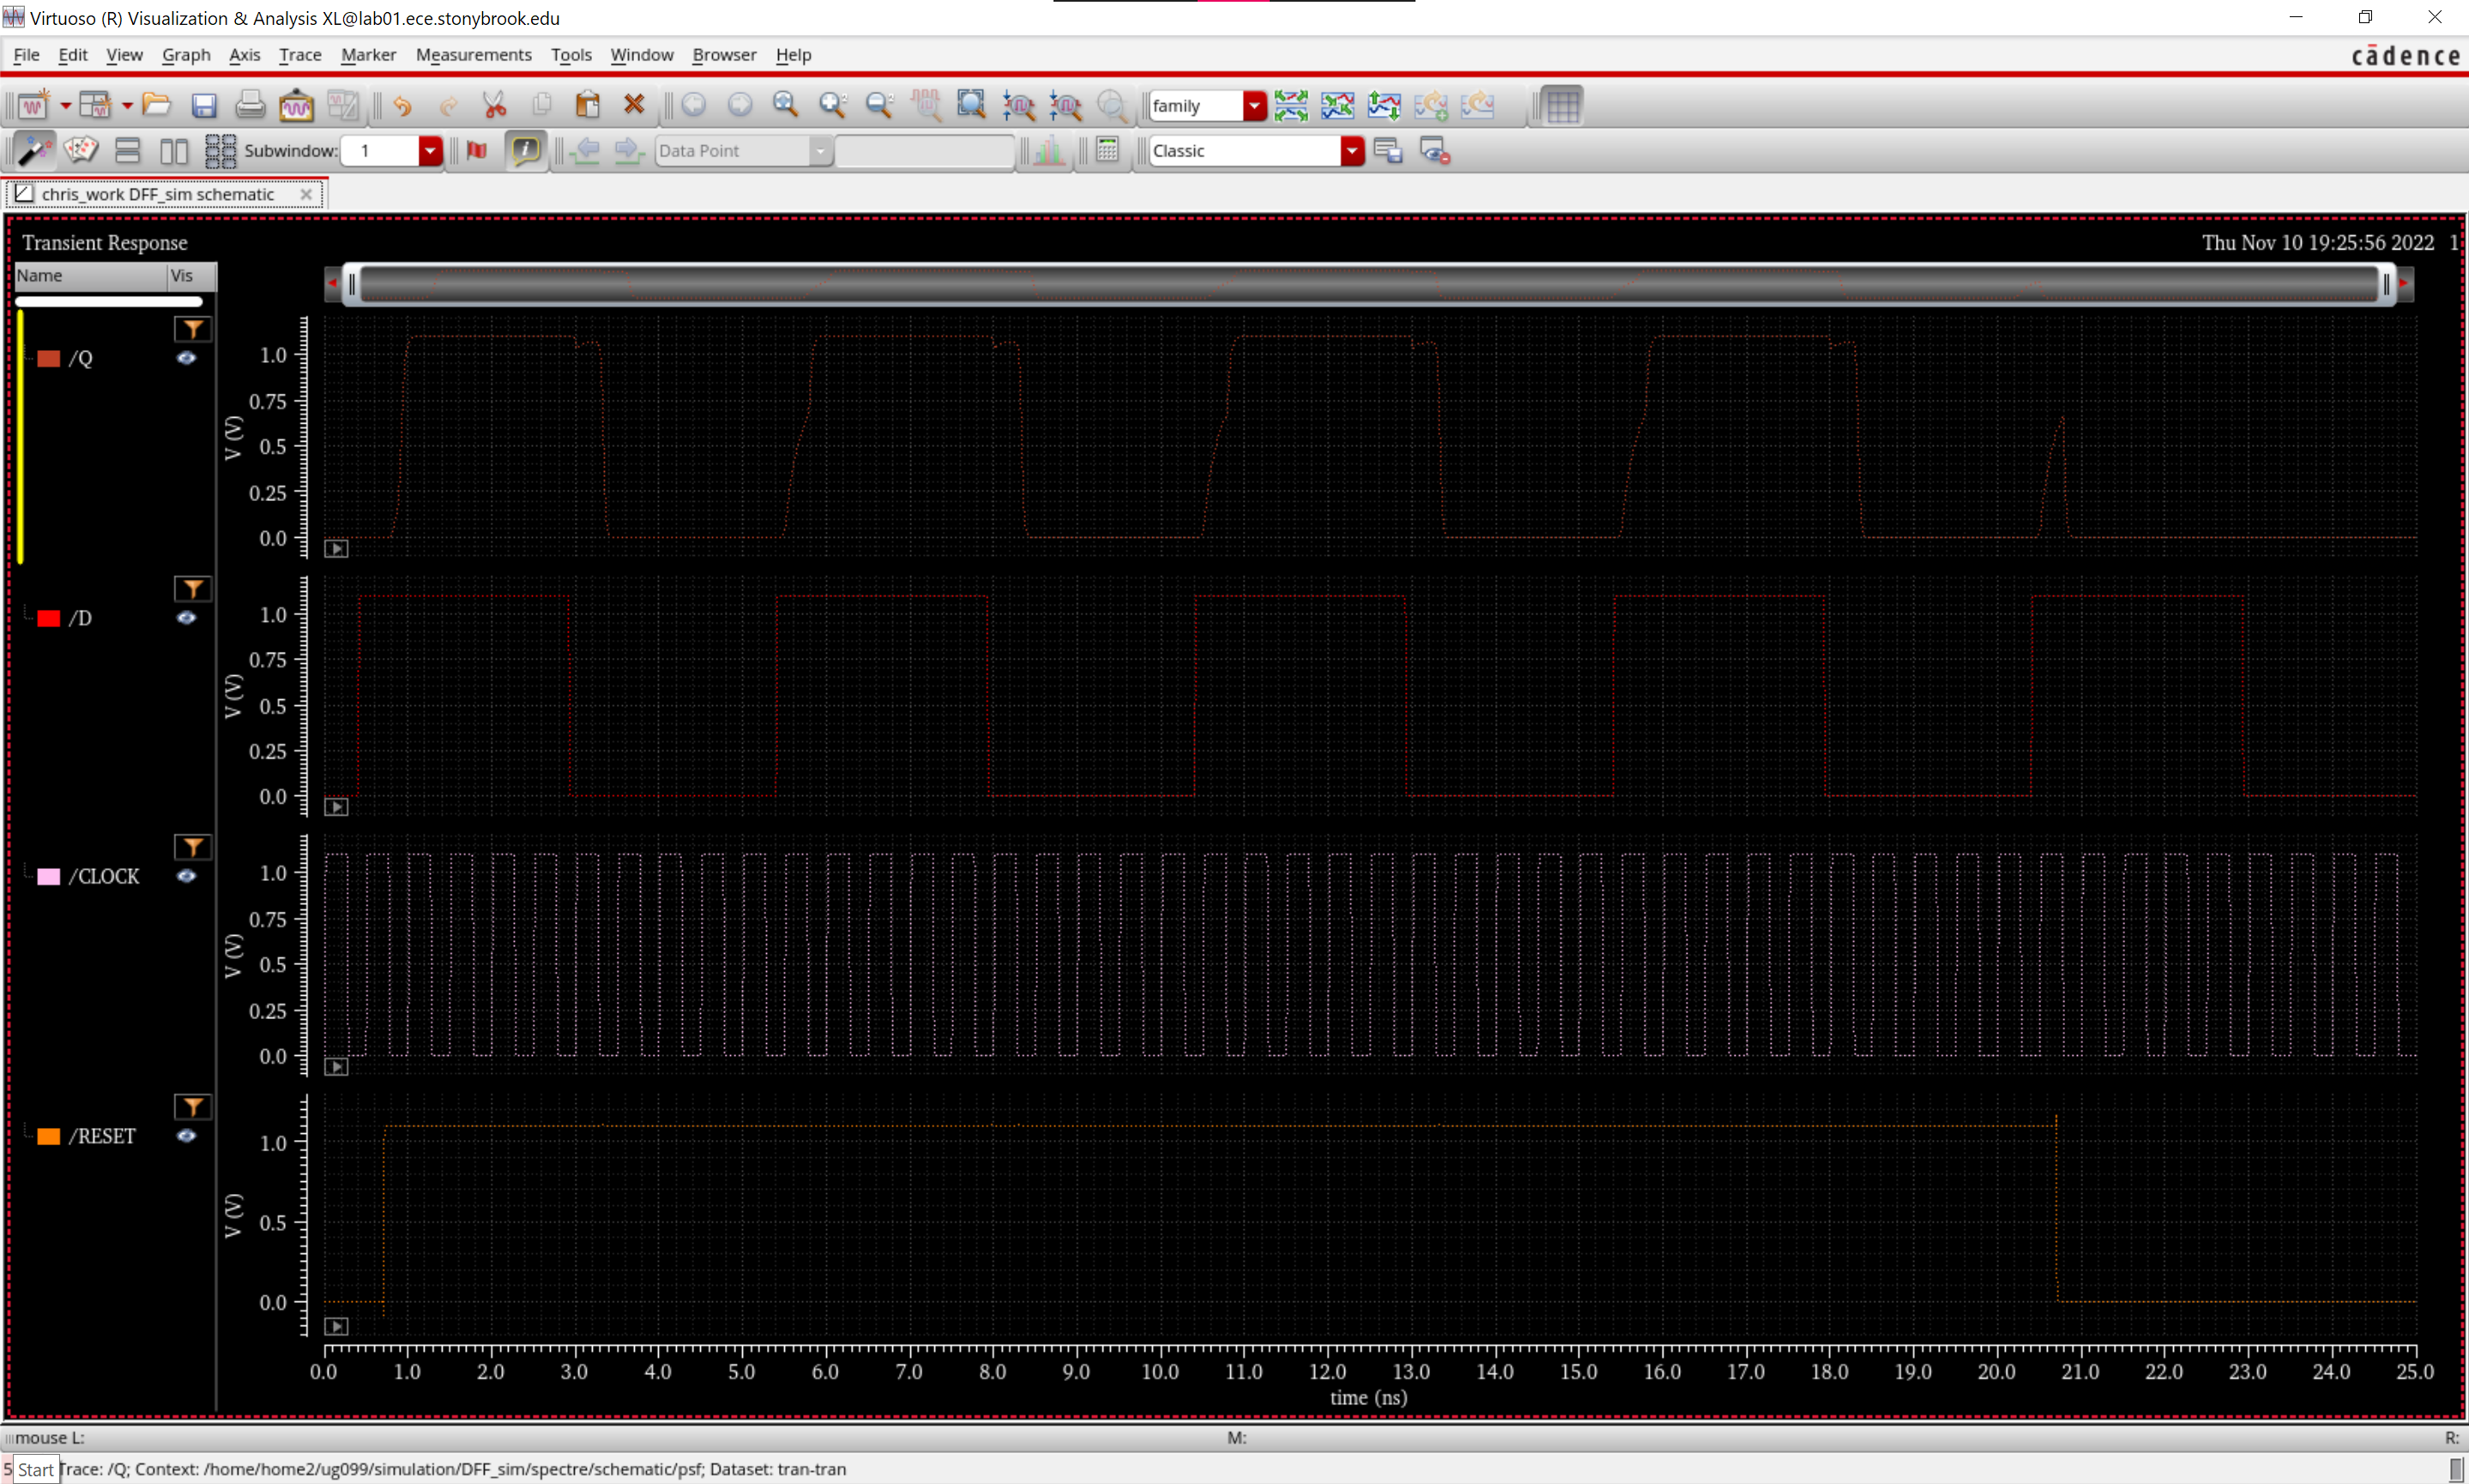 Virtuoso (R) Visualization & Analysis XL@lab01.ece.stonybrook.edu
File Edit View Graph Axis Trace Marker Measurements Tools Window Browser Help
cādence
family
Subwindow: 1 Data Point Classic
chris_work DFF_sim schematic
Transient Response
Thu Nov 10 19:25:56 2022 1
Name Vis
/Q
V (V)
1.0
0.75
0.5
0.25
0.0
/D
V (V)
1.0
0.75
0.5
0.25
0.0
/CLOCK
V (V)
1.0
0.75
0.5
0.25
0.0
/RESET
V (V)
1.0
0.5
0.0
0.0 1.0 2.0 3.0 4.0 5.0 6.0 7.0 8.0 9.0 10.0 11.0 12.0 13.0 14.0 15.0 16.0 17.0 18.0 19.0 20.0 21.0 22.0 23.0 24.0 25.0
time (ns)
mouse L: M: R:
5 Start Trace: /Q; Context: /home/home2/ug099/simulation/DFF_sim/spectre/schematic/psf; Dataset: tran-tran